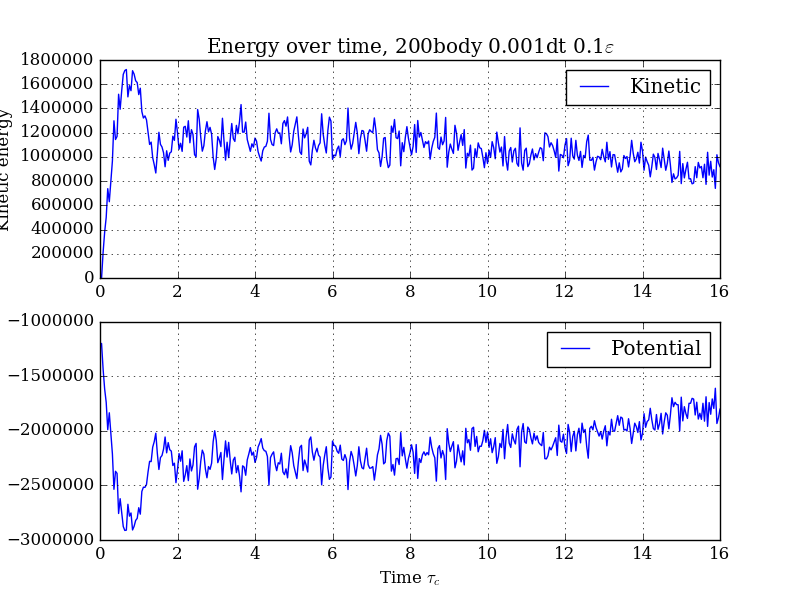 Energy over time, 200body 0.001dt 0.1ε
1800000
1600000
1400000
1200000
1000000
800000
600000
400000
200000
0
Kinetic energy
Kinetic
0 2 4 6 8 10 12 14 16
−1000000
−1500000
−2000000
−2500000
−3000000
Potential
0 2 4 6 8 10 12 14 16
Time τc